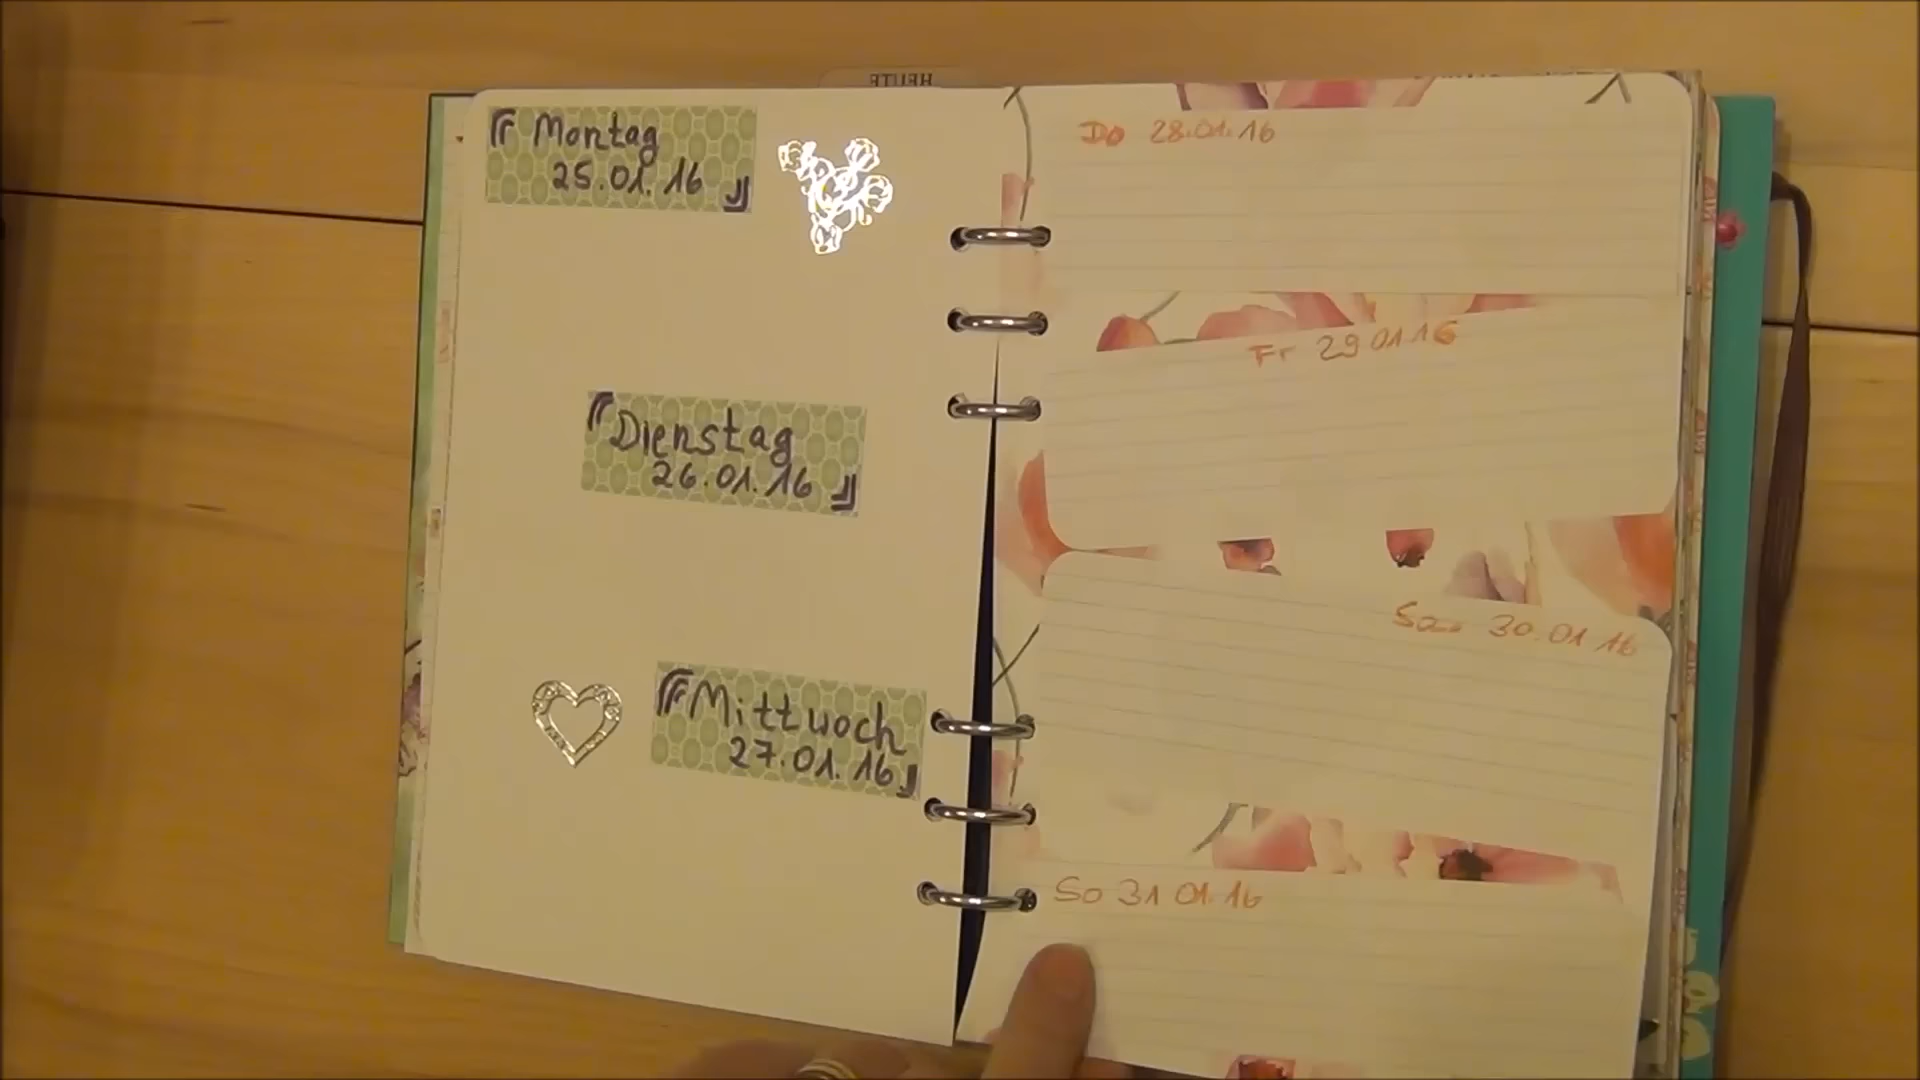 HEUTE
Montag
25.01.16
Dienstag
26.01.16
Mittwoch
27.01.16
Do 28.01.16
Fr 29 01.16
Sa 30.01 16
So 31 01.16